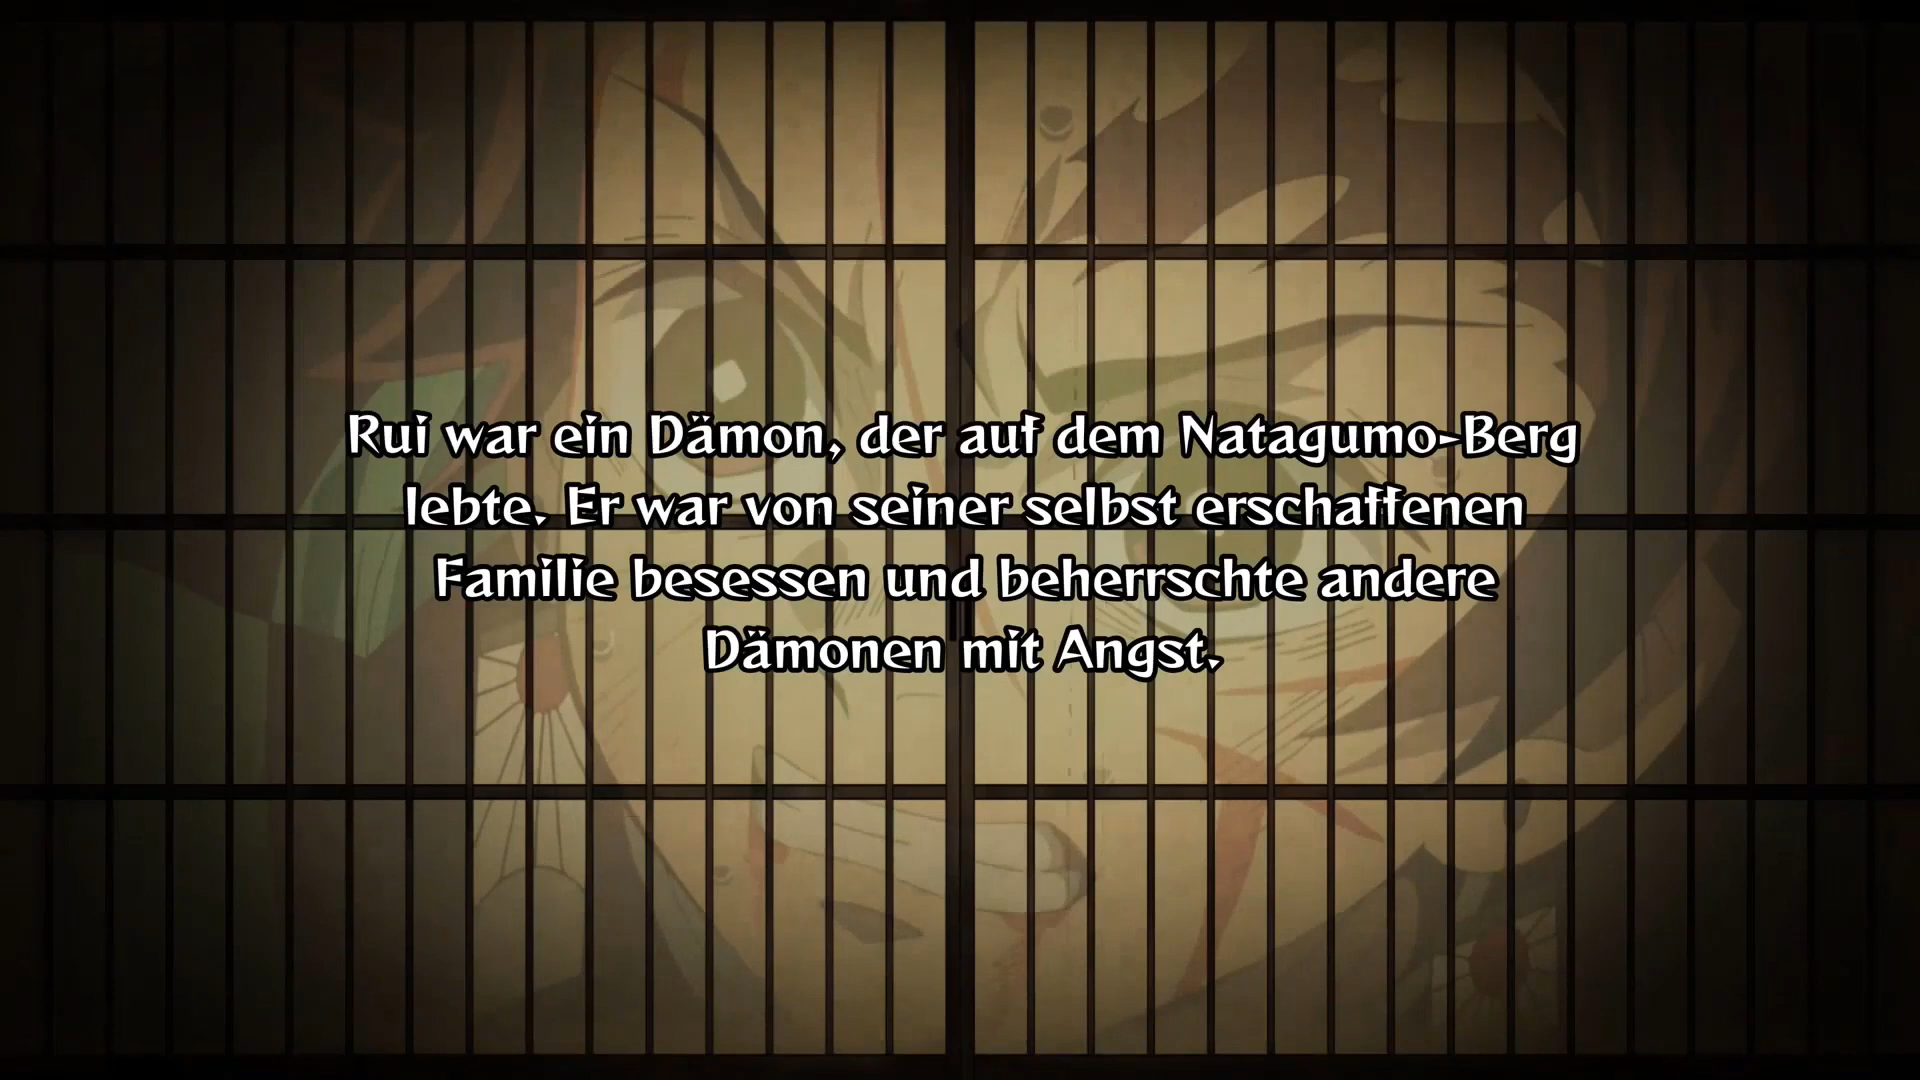 Rui war ein Dämon, der auf dem Natagumo-Berg
lebte. Er war von seiner selbst erschaffenen
Familie besessen und beherrschte andere
Dämonen mit Angst.